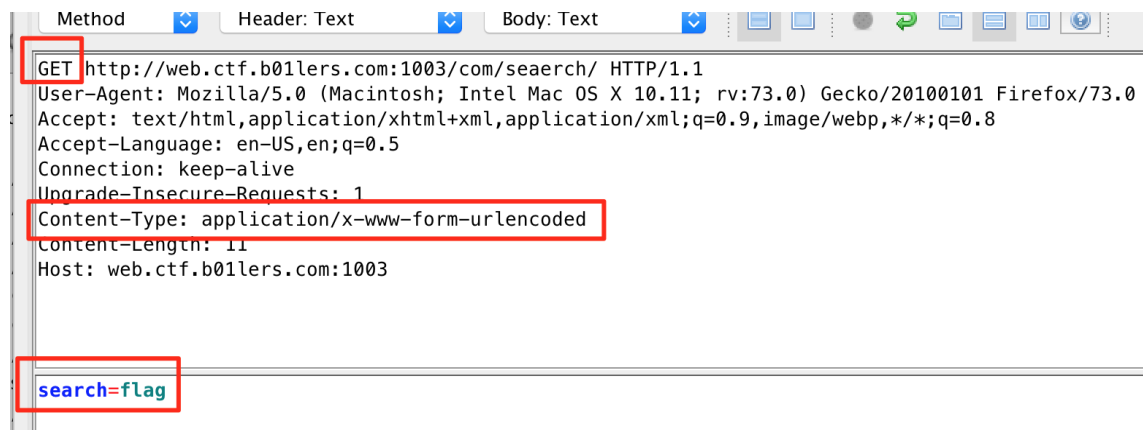 Method Header: Text Body: Text
GET http://web.ctf.b01lers.com:1003/com/seaerch/ HTTP/1.1
User-Agent: Mozilla/5.0 (Macintosh; Intel Mac OS X 10.11; rv:73.0) Gecko/20100101 Firefox/73.0
Accept: text/html,application/xhtml+xml,application/xml;q=0.9,image/webp,*/*;q=0.8
Accept-Language: en-US,en;q=0.5
Connection: keep-alive
Upgrade-Insecure-Requests: 1
Content-Type: application/x-www-form-urlencoded
Content-Length: 11
Host: web.ctf.b01lers.com:1003
search=flag